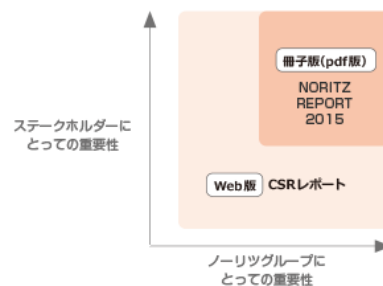 冊子版(pdf版)
NORITZ
REPORT
2015
ステークホルダーに
とっての重要性
Web版 CSRレポート
ノーリツグループに
とっての重要性